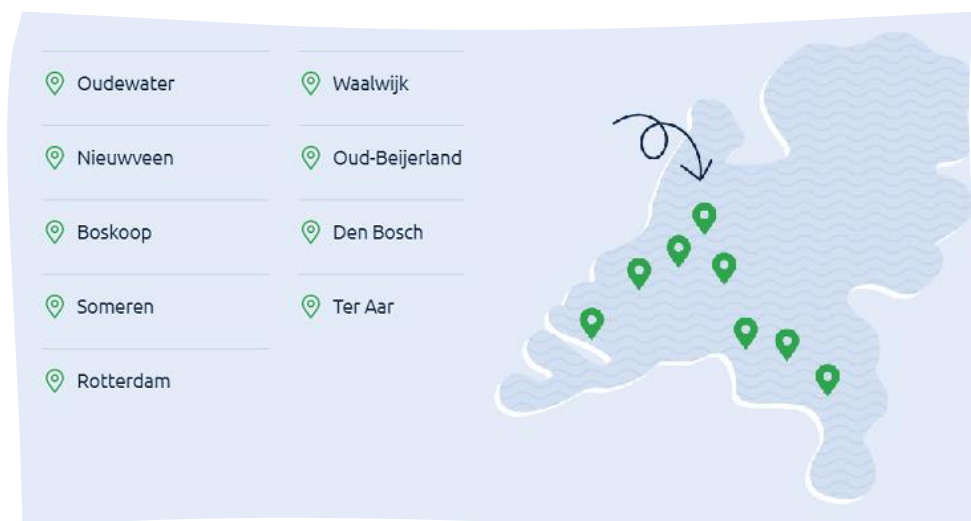 Oudewater
Nieuwveen
Boskoop
Someren
Rotterdam
Waalwijk
Oud-Beijerland
Den Bosch
Ter Aar